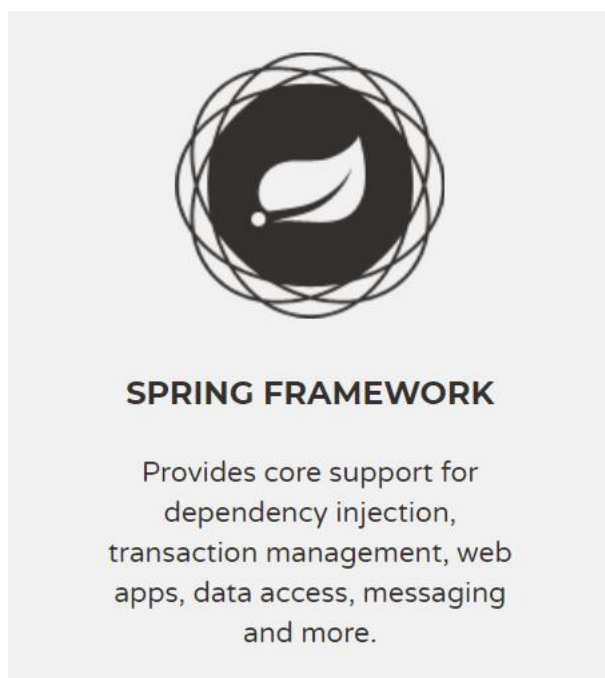 SPRING FRAMEWORK
Provides core support for
dependency injection,
transaction management, web
apps, data access, messaging
and more.